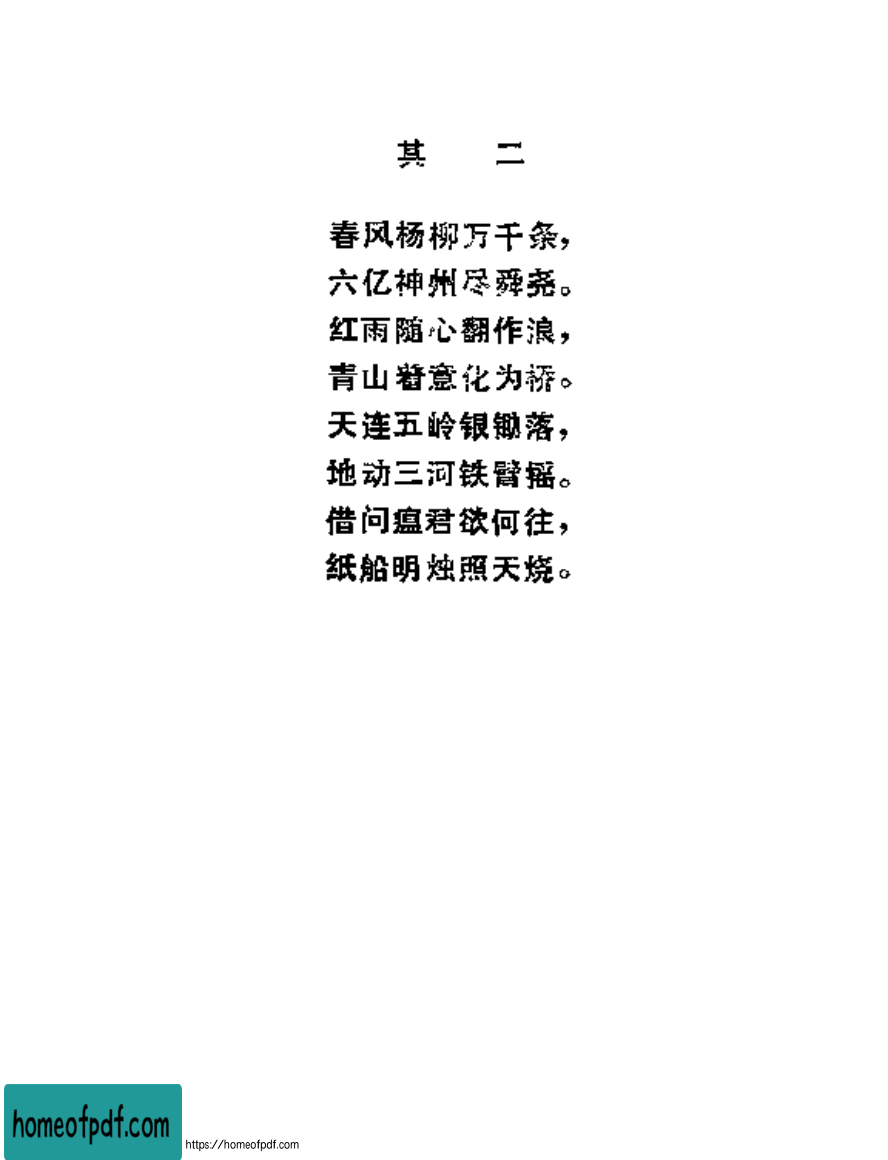 其 二
春风杨柳万千条，
六亿神州尽舜尧。
红雨随心翻作浪，
青山着意化为桥。
天连五岭银锄落，
地动三河铁臂摇。
借问瘟君欲何往，
纸船明烛照天烧。
homeofpdf.com
https://homeofpdf.com